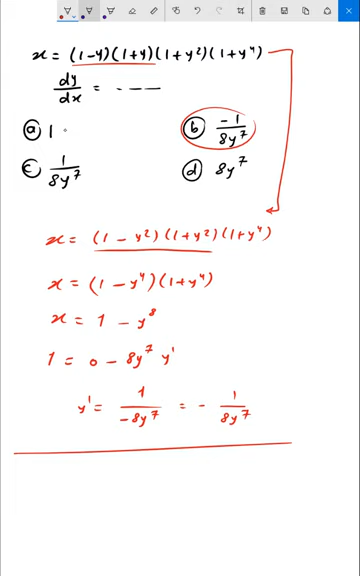 x = (1-y)(1+y)(1+y²)(1+y⁴)
dy/dx = - - -
ⓐ 1
ⓑ -1/8y⁷
ⓒ 1/8y⁷
ⓓ 8y⁷
x = (1 - y²)(1+y²)(1+y⁴)
x = (1 - y⁴)(1+y⁴)
x = 1 - y⁸
1 = 0 - 8y⁷ y'
y' = 1/-8y⁷ = - 1/8y⁷